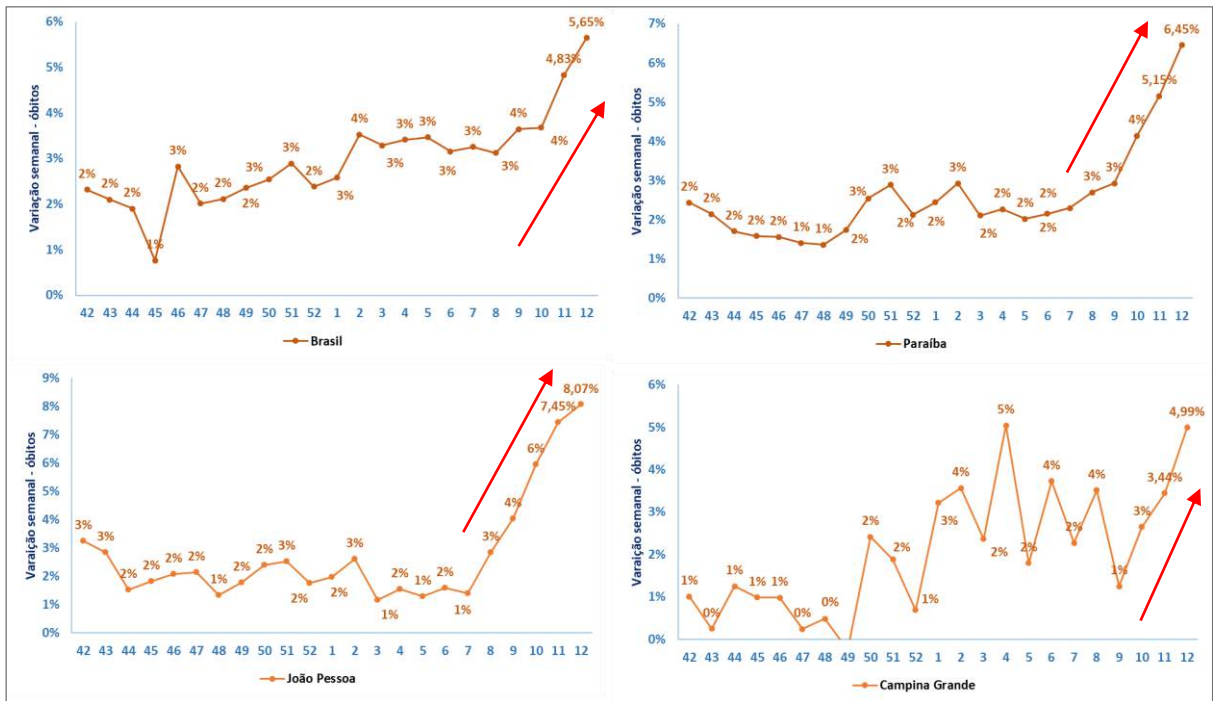 Variação semanal - óbitos
6%
5%
4%
3%
2%
1%
0%
2% 2% 2% 1% 3% 2% 2% 2% 3% 3% 2% 3% 4% 3% 3% 3% 3% 3% 3% 4% 4% 4,83% 5,65%
42 43 44 45 46 47 48 49 50 51 52 1 2 3 4 5 6 7 8 9 10 11 12
Brasil
Variação semanal - óbitos
7%
6%
5%
4%
3%
2%
1%
0%
2% 2% 2% 2% 2% 1% 1% 2% 3% 3% 2% 2% 3% 2% 2% 2% 2% 2% 3% 3% 4% 5,15% 6,45%
42 43 44 45 46 47 48 49 50 51 52 1 2 3 4 5 6 7 8 9 10 11 12
Paraíba
Varaição semanal - óbitos
9%
8%
7%
6%
5%
4%
3%
2%
1%
0%
3% 3% 2% 2% 2% 2% 1% 2% 2% 3% 2% 2% 3% 1% 2% 1% 2% 1% 3% 4% 6% 7,45% 8,07%
42 43 44 45 46 47 48 49 50 51 52 1 2 3 4 5 6 7 8 9 10 11 12
João Pessoa
Varaição semanal - óbitos
6%
5%
4%
3%
2%
1%
0%
1% 0% 1% 1% 1% 0% 0% 2% 2% 1% 3% 4% 2% 5% 2% 4% 2% 4% 1% 3% 3,44% 4,99%
42 43 44 45 46 47 48 49 50 51 52 1 2 3 4 5 6 7 8 9 10 11 12
Campina Grande